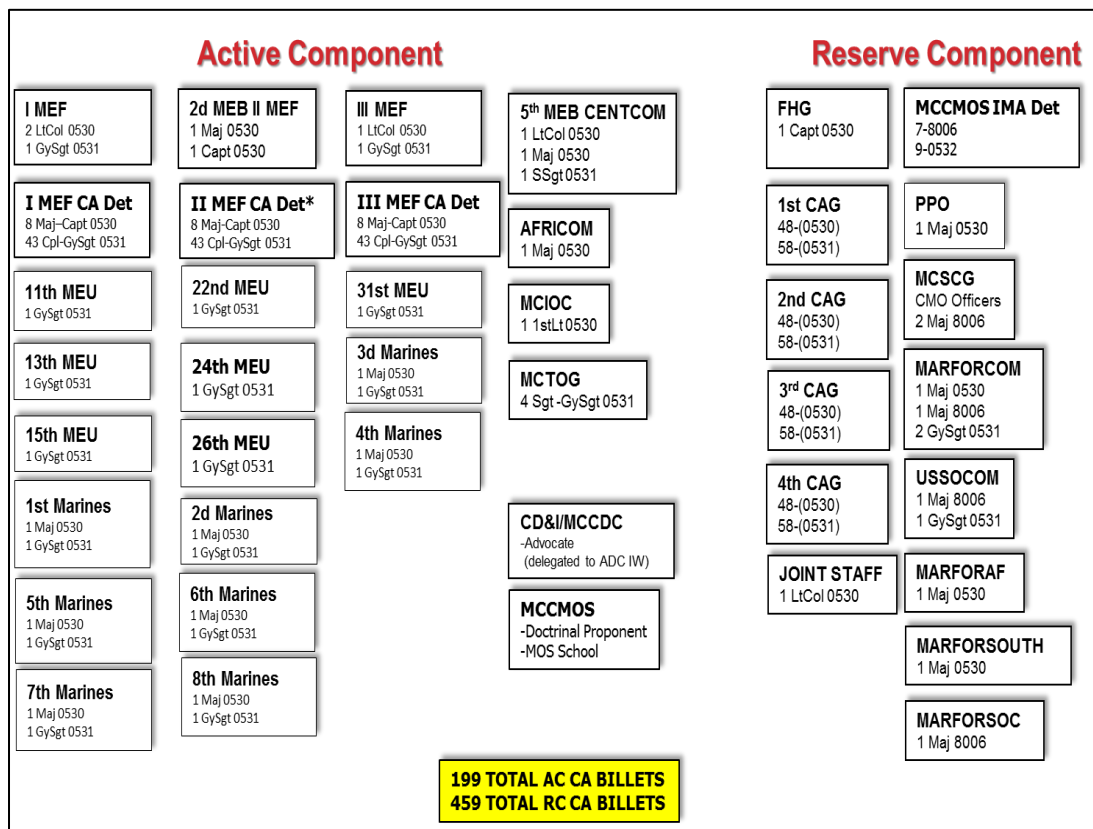 Active Component
Reserve Component
I MEF
2 LtCol 0530
1 GySgt 0531
I MEF CA Det
8 Maj–Capt 0530
43 Cpl-GySgt 0531
11th MEU
1 GySgt 0531
13th MEU
1 GySgt 0531
15th MEU
1 GySgt 0531
1st Marines
1 Maj 0530
1 GySgt 0531
5th Marines
1 Maj 0530
1 GySgt 0531
7th Marines
1 Maj 0530
1 GySgt 0531
2d MEB II MEF
1 Maj 0530
1 Capt 0530
II MEF CA Det*
8 Maj-Capt 0530
43 Cpl-GySgt 0531
22nd MEU
1 GySgt 0531
24th MEU
1 GySgt 0531
26th MEU
1 GySgt 0531
2d Marines
1 Maj 0530
1 GySgt 0531
6th Marines
1 Maj 0530
1 GySgt 0531
8th Marines
1 Maj 0530
1 GySgt 0531
III MEF
1 LtCol 0530
1 GySgt 0531
III MEF CA Det
8 Maj-Capt 0530
43 Cpl-GySgt 0531
31st MEU
1 GySgt 0531
3d Marines
1 Maj 0530
1 GySgt 0531
4th Marines
1 Maj 0530
1 GySgt 0531
5th MEB CENTCOM
1 LtCol 0530
1 Maj 0530
1 SSgt 0531
AFRICOM
1 Maj 0530
MCIOC
1 1stLt 0530
MCTOG
4 Sgt -GySgt 0531
CD&I/MCCDC
-Advocate
(delegated to ADC IW)
MCCMOS
-Doctrinal Proponent
-MOS School
FHG
1 Capt 0530
1st CAG
48-(0530)
58-(0531)
2nd CAG
48-(0530)
58-(0531)
3rd CAG
48-(0530)
58-(0531)
4th CAG
48-(0530)
58-(0531)
JOINT STAFF
1 LtCol 0530
MCCMOS IMA Det
7-8006
9-0532
PPO
1 Maj 0530
MCSCG
CMO Officers
2 Maj 8006
MARFORCOM
1 Maj 0530
1 Maj 8006
2 GySgt 0531
USSOCOM
1 Maj 8006
1 GySgt 0531
MARFORAF
1 Maj 0530
MARFORSOUTH
1 Maj 0530
MARFORSOC
1 Maj 8006
199 TOTAL AC CA BILLETS
459 TOTAL RC CA BILLETS